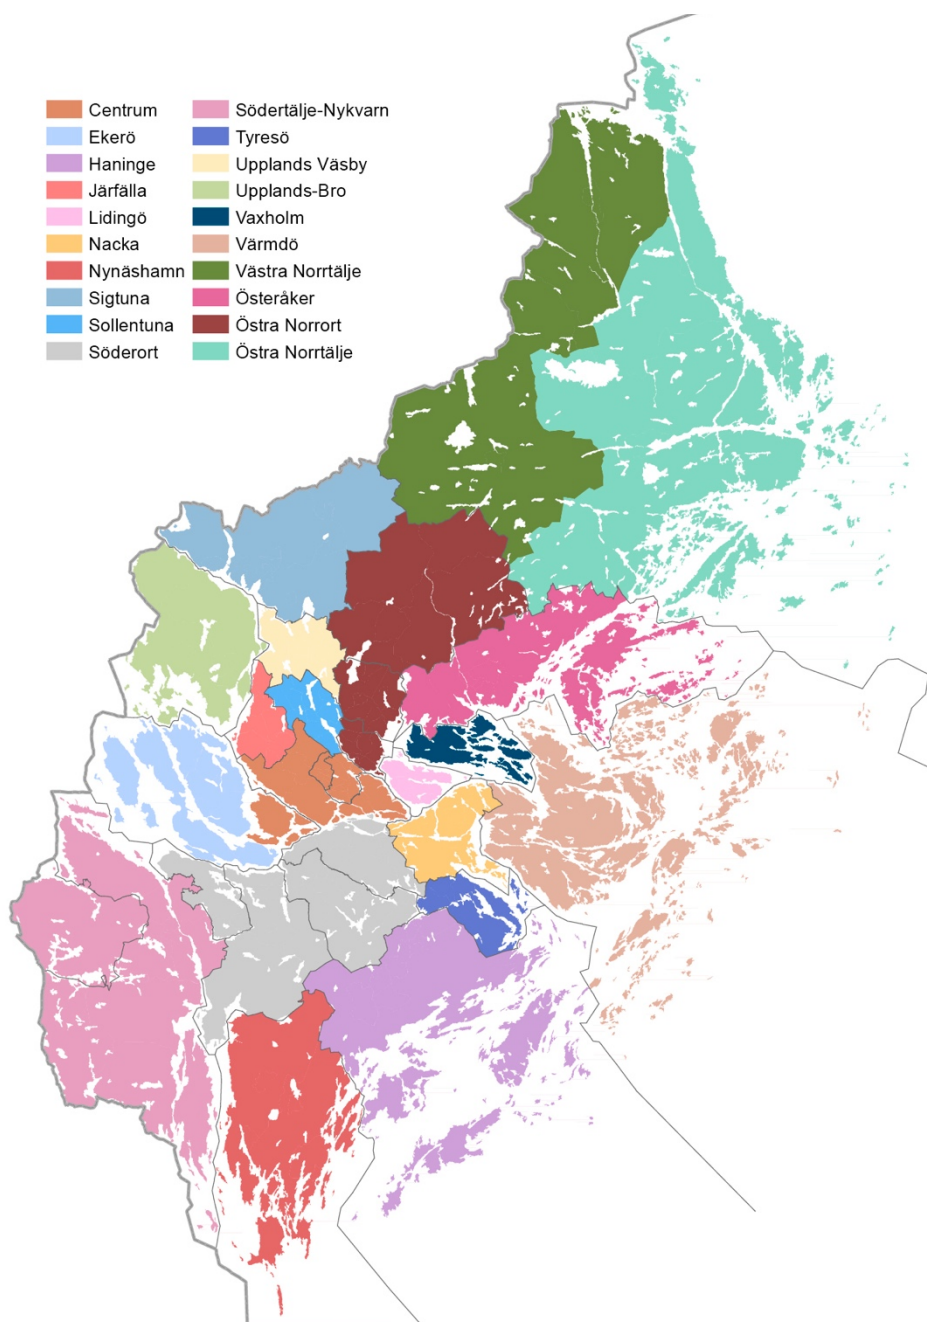 Centrum
Ekerö
Haninge
Järfälla
Lidingö
Nacka
Nynäshamn
Sigtuna
Sollentuna
Söderort
Södertälje-Nykvarn
Tyresö
Upplands Väsby
Upplands-Bro
Vaxholm
Värmdö
Västra Norrtälje
Österåker
Östra Norrort
Östra Norrtälje